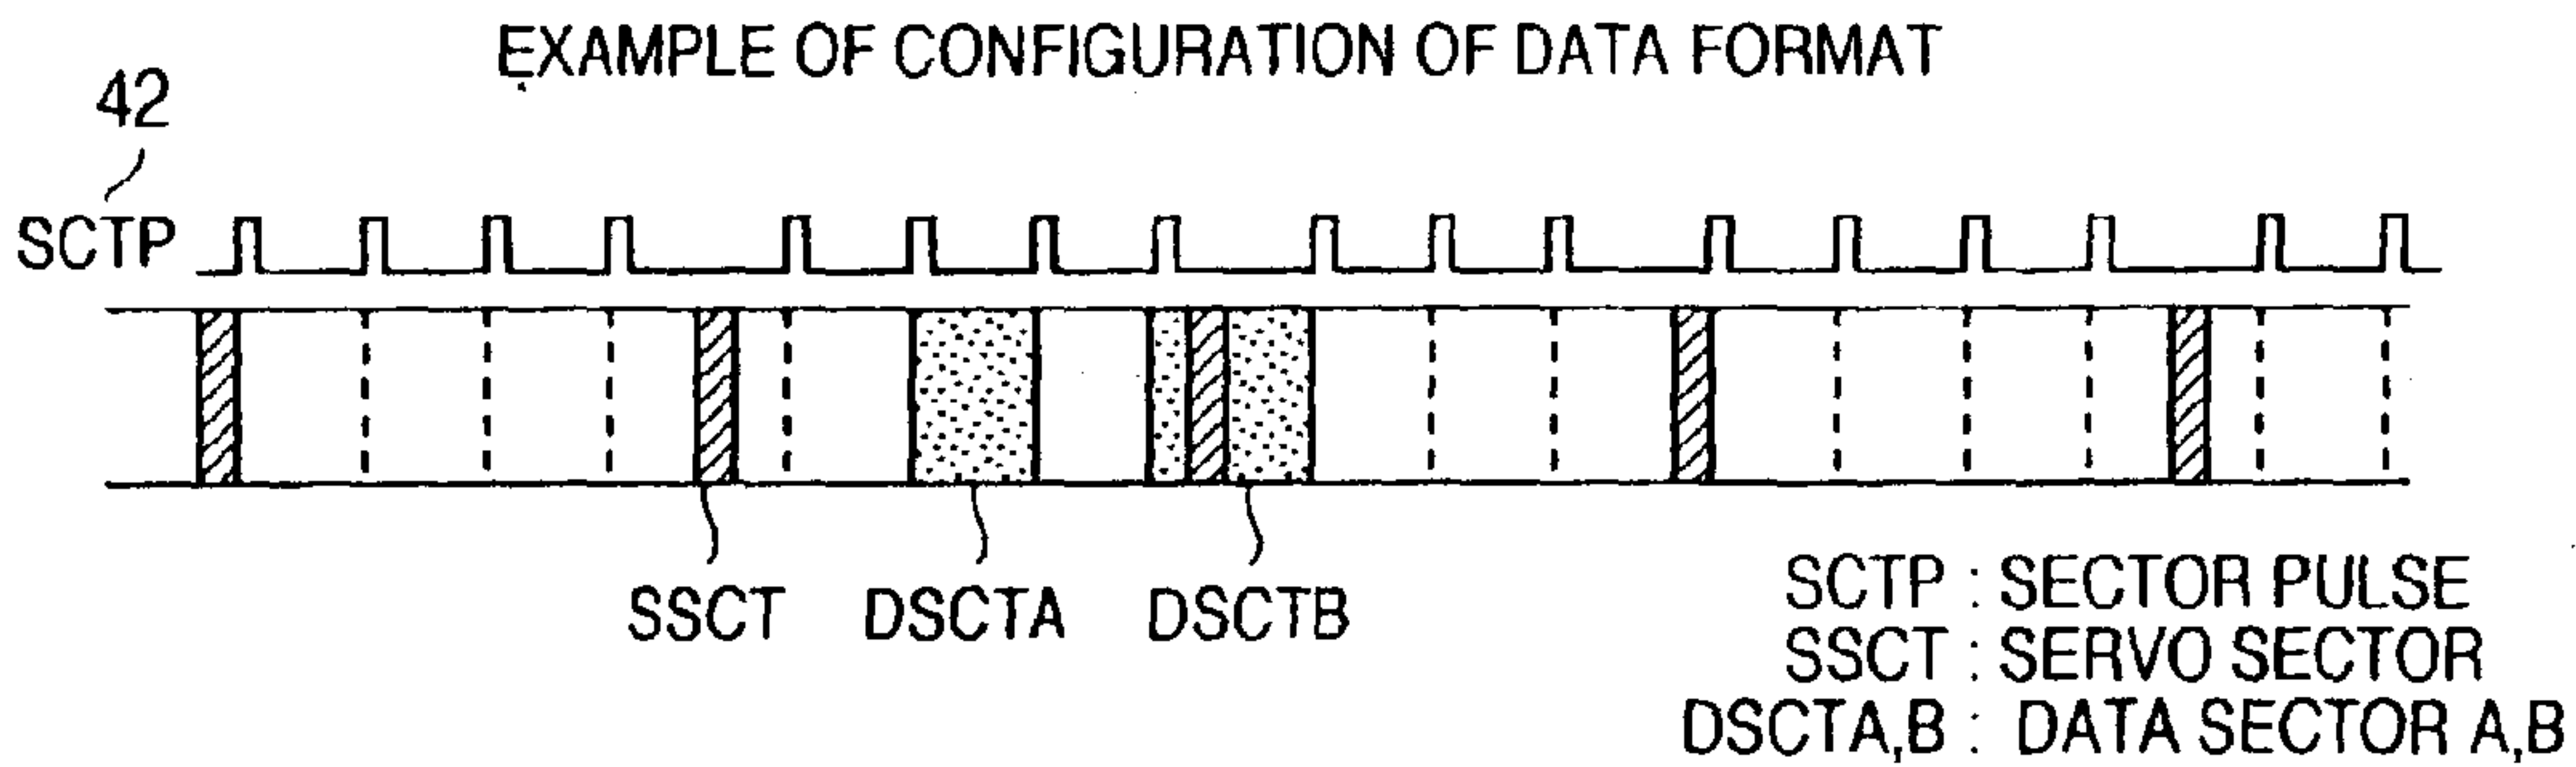 EXAMPLE OF CONFIGURATION OF DATA FORMAT
42
SCTP
SSCT
DSCTA
DSCTB
SCTP : SECTOR PULSE
SSCT : SERVO SECTOR
DSCTA,B : DATA SECTOR A,B